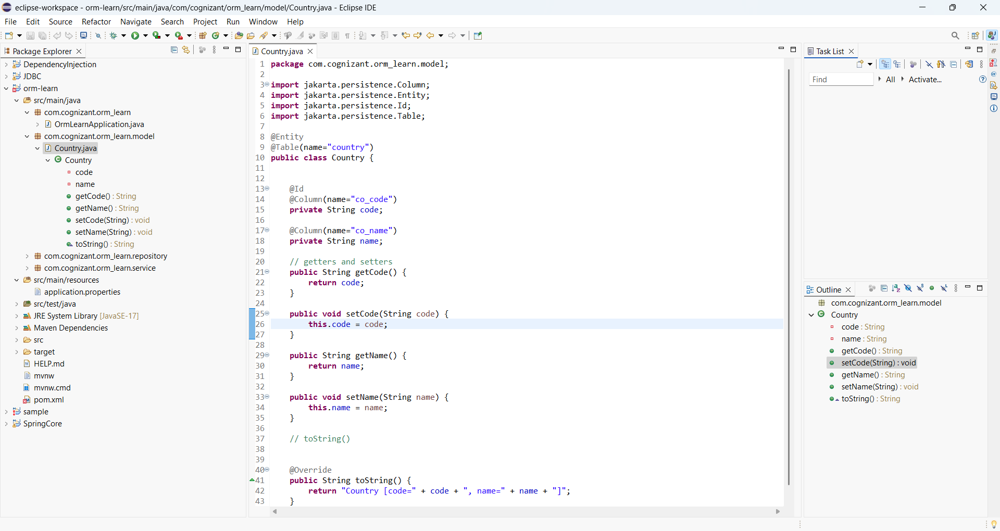 eclipse-workspace - orm-learn/src/main/java/com/cognizant/orm_learn/model/Country.java - Eclipse IDE
File Edit Source Refactor Navigate Search Project Run Window Help
Package Explorer
DependencyInjection
JDBC
orm-learn
src/main/java
com.cognizant.orm_learn
OrmLearnApplication.java
com.cognizant.orm_learn.model
Country.java
Country
code
name
getCode() : String
getName() : String
setCode(String) : void
setName(String) : void
toString() : String
com.cognizant.orm_learn.repository
com.cognizant.orm_learn.service
src/main/resources
application.properties
src/test/java
JRE System Library [JavaSE-17]
Maven Dependencies
src
target
HELP.md
mvnw
mvnw.cmd
pom.xml
sample
SpringCore
Country.java
1 package com.cognizant.orm_learn.model;
2
3 import jakarta.persistence.Column;
4 import jakarta.persistence.Entity;
5 import jakarta.persistence.Id;
6 import jakarta.persistence.Table;
7
8 @Entity
9 @Table(name="country")
10 public class Country {
11
12
13 @Id
14 @Column(name="co_code")
15 private String code;
16
17 @Column(name="co_name")
18 private String name;
19
20 // getters and setters
21 public String getCode() {
22 return code;
23 }
24
25 public void setCode(String code) {
26 this.code = code;
27 }
28
29 public String getName() {
30 return name;
31 }
32
33 public void setName(String name) {
34 this.name = name;
35 }
36
37 // toString()
38
39
40 @Override
41 public String toString() {
42 return "Country [code=" + code + ", name=" + name + "]";
43 }
Task List
Find All Activate...
Outline
com.cognizant.orm_learn.model
Country
code : String
name : String
getCode() : String
setCode(String) : void
getName() : String
setName(String) : void
toString() : String